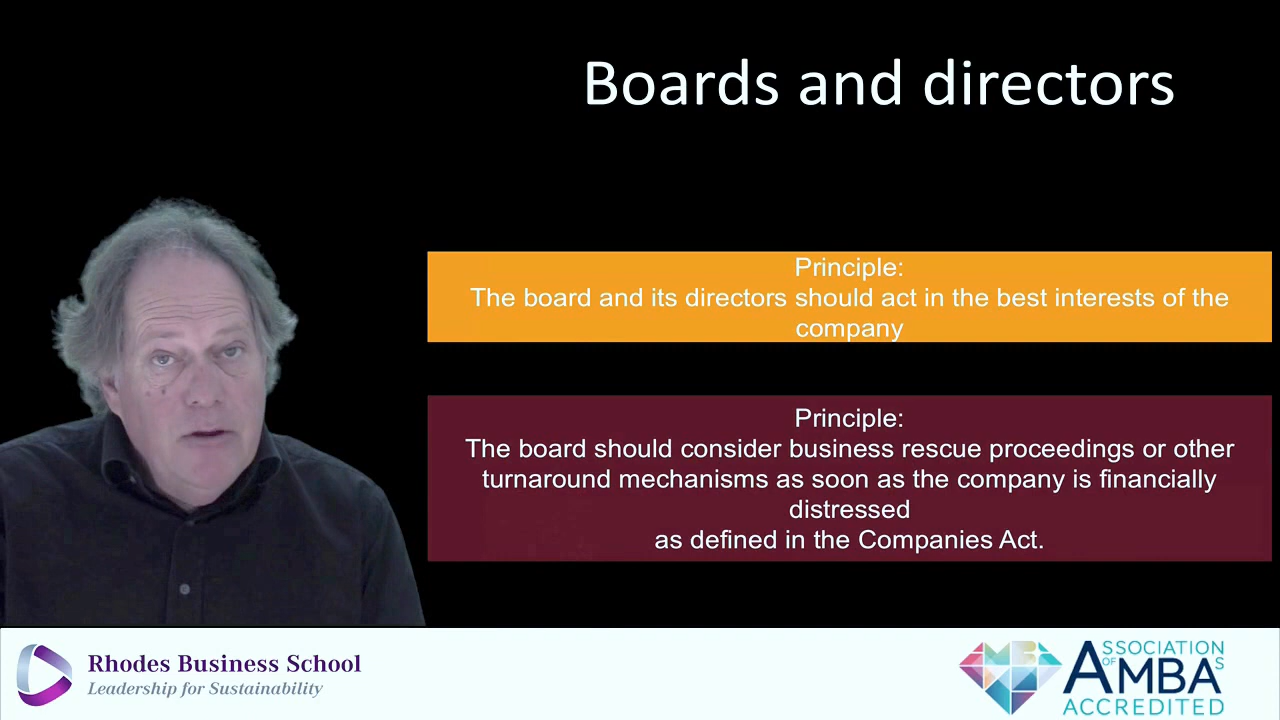 Boards and directors
Principle:
The board and its directors should act in the best interests of the
company
Principle:
The board should consider business rescue proceedings or other
turnaround mechanisms as soon as the company is financially
distressed
as defined in the Companies Act.
Rhodes Business School
Leadership for Sustainability
MBA
ASSOCIATION
OF
AMBAS
ACCREDITED